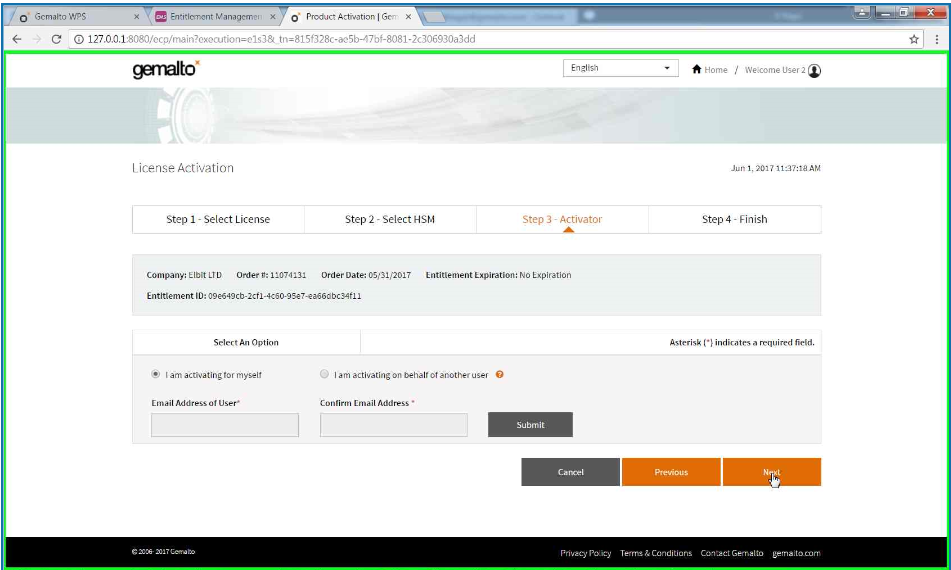 Gemalto WPS × EMS Entitlement Management × Product Activation | Gem ×
127.0.0.1:8080/ecp/main?execution=e1s3&_tn=815f328c-ae5b-47bf-8081-2c306930a3dd
gemalto English Home / Welcome User 2
License Activation Jun 1, 2017 11:37:18.AM
Step 1 - Select License Step 2 - Select HSM Step 3 - Activator Step 4 - Finish
Company: Elbit LTD Order #: 11074131 Order Date: 05/31/2017 Entitlement Expiration: No Expiration
Entitlement ID: 09e649cb-2cf1-4c60-95e7-ea66dbc34f11
Select An Option Asterisk (*) indicates a required field.
I am activating for myself I am activating on behalf of another user ?
Email Address of User* Confirm Email Address *
Submit
Cancel Previous Next
© 2006- 2017 Gemalto Privacy Policy Terms & Conditions Contact Gemalto gemalto.com